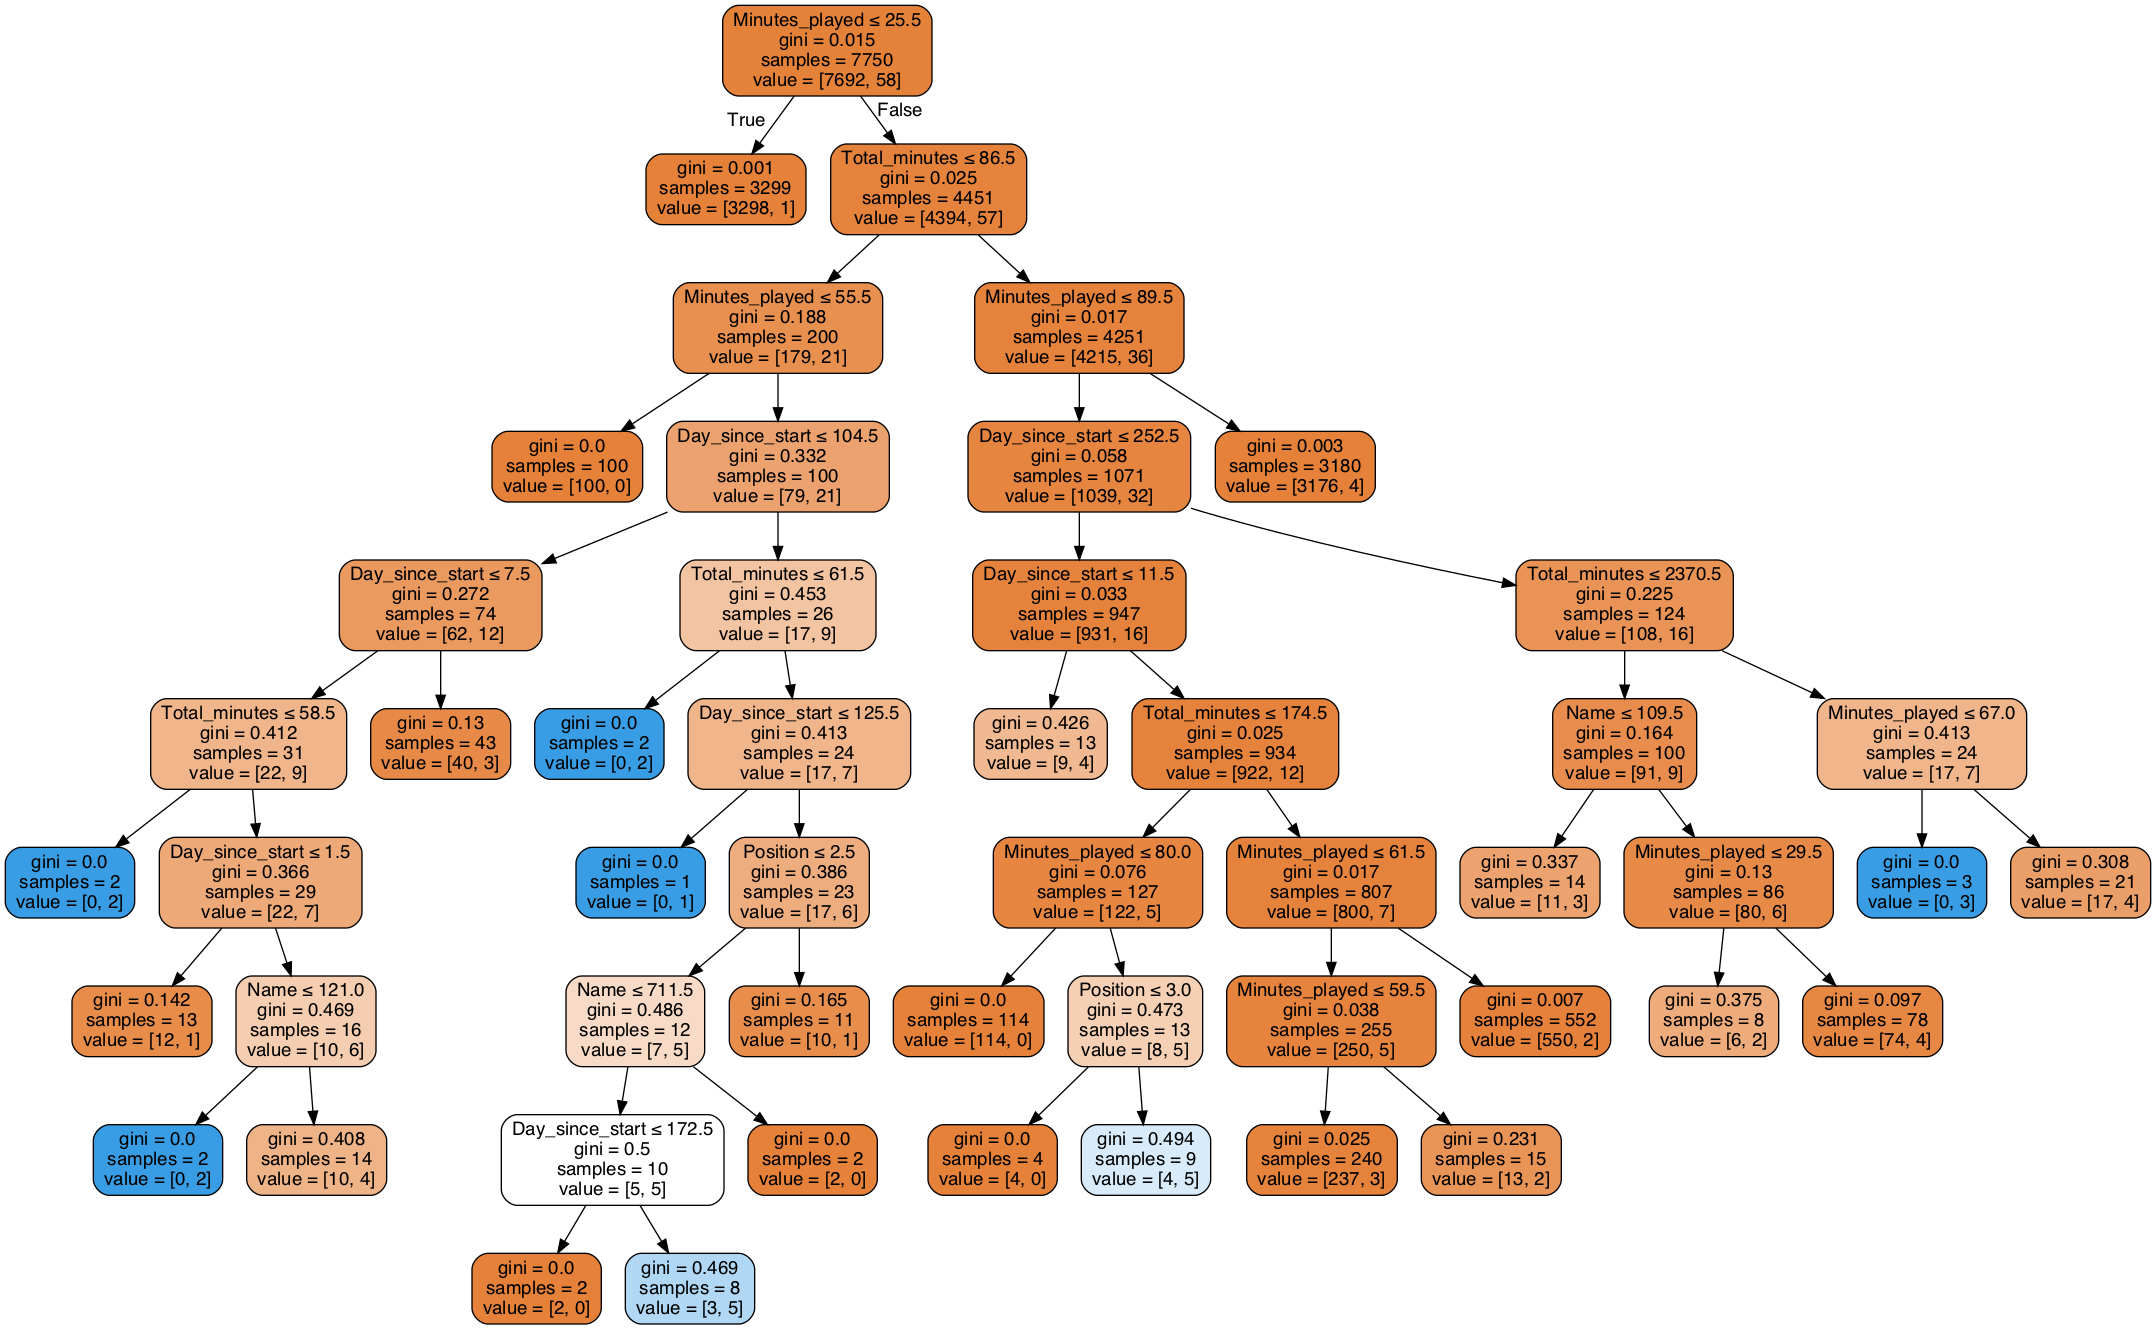 Minutes_played ≤ 25.5
gini = 0.015
samples = 7750
value = [7692, 58]
True
False
gini = 0.001
samples = 3299
value = [3298, 1]
Total_minutes ≤ 86.5
gini = 0.025
samples = 4451
value = [4394, 57]
Minutes_played ≤ 55.5
gini = 0.188
samples = 200
value = [179, 21]
Minutes_played ≤ 89.5
gini = 0.017
samples = 4251
value = [4215, 36]
gini = 0.0
samples = 100
value = [100, 0]
Day_since_start ≤ 104.5
gini = 0.332
samples = 100
value = [79, 21]
Day_since_start ≤ 252.5
gini = 0.058
samples = 1071
value = [1039, 32]
gini = 0.003
samples = 3180
value = [3176, 4]
Day_since_start ≤ 7.5
gini = 0.272
samples = 74
value = [62, 12]
Total_minutes ≤ 61.5
gini = 0.453
samples = 26
value = [17, 9]
Day_since_start ≤ 11.5
gini = 0.033
samples = 947
value = [931, 16]
Total_minutes ≤ 2370.5
gini = 0.225
samples = 124
value = [108, 16]
Total_minutes ≤ 58.5
gini = 0.412
samples = 31
value = [22, 9]
gini = 0.13
samples = 43
value = [40, 3]
gini = 0.0
samples = 2
value = [0, 2]
Day_since_start ≤ 125.5
gini = 0.413
samples = 24
value = [17, 7]
gini = 0.426
samples = 13
value = [9, 4]
Total_minutes ≤ 174.5
gini = 0.025
samples = 934
value = [922, 12]
Name ≤ 109.5
gini = 0.164
samples = 100
value = [91, 9]
Minutes_played ≤ 67.0
gini = 0.413
samples = 24
value = [17, 7]
gini = 0.0
samples = 2
value = [0, 2]
Day_since_start ≤ 1.5
gini = 0.366
samples = 29
value = [22, 7]
gini = 0.0
samples = 1
value = [0, 1]
Position ≤ 2.5
gini = 0.386
samples = 23
value = [17, 6]
Minutes_played ≤ 80.0
gini = 0.076
samples = 127
value = [122, 5]
Minutes_played ≤ 61.5
gini = 0.017
samples = 807
value = [800, 7]
gini = 0.337
samples = 14
value = [11, 3]
Minutes_played ≤ 29.5
gini = 0.13
samples = 86
value = [80, 6]
gini = 0.0
samples = 3
value = [0, 3]
gini = 0.308
samples = 21
value = [17, 4]
gini = 0.142
samples = 13
value = [12, 1]
Name ≤ 121.0
gini = 0.469
samples = 16
value = [10, 6]
Name ≤ 711.5
gini = 0.486
samples = 12
value = [7, 5]
gini = 0.165
samples = 11
value = [10, 1]
gini = 0.0
samples = 114
value = [114, 0]
Position ≤ 3.0
gini = 0.473
samples = 13
value = [8, 5]
Minutes_played ≤ 59.5
gini = 0.038
samples = 255
value = [250, 5]
gini = 0.007
samples = 552
value = [550, 2]
gini = 0.375
samples = 8
value = [6, 2]
gini = 0.097
samples = 78
value = [74, 4]
gini = 0.0
samples = 2
value = [0, 2]
gini = 0.408
samples = 14
value = [10, 4]
Day_since_start ≤ 172.5
gini = 0.5
samples = 10
value = [5, 5]
gini = 0.0
samples = 2
value = [2, 0]
gini = 0.0
samples = 4
value = [4, 0]
gini = 0.494
samples = 9
value = [4, 5]
gini = 0.025
samples = 240
value = [237, 3]
gini = 0.231
samples = 15
value = [13, 2]
gini = 0.0
samples = 2
value = [2, 0]
gini = 0.469
samples = 8
value = [3, 5]